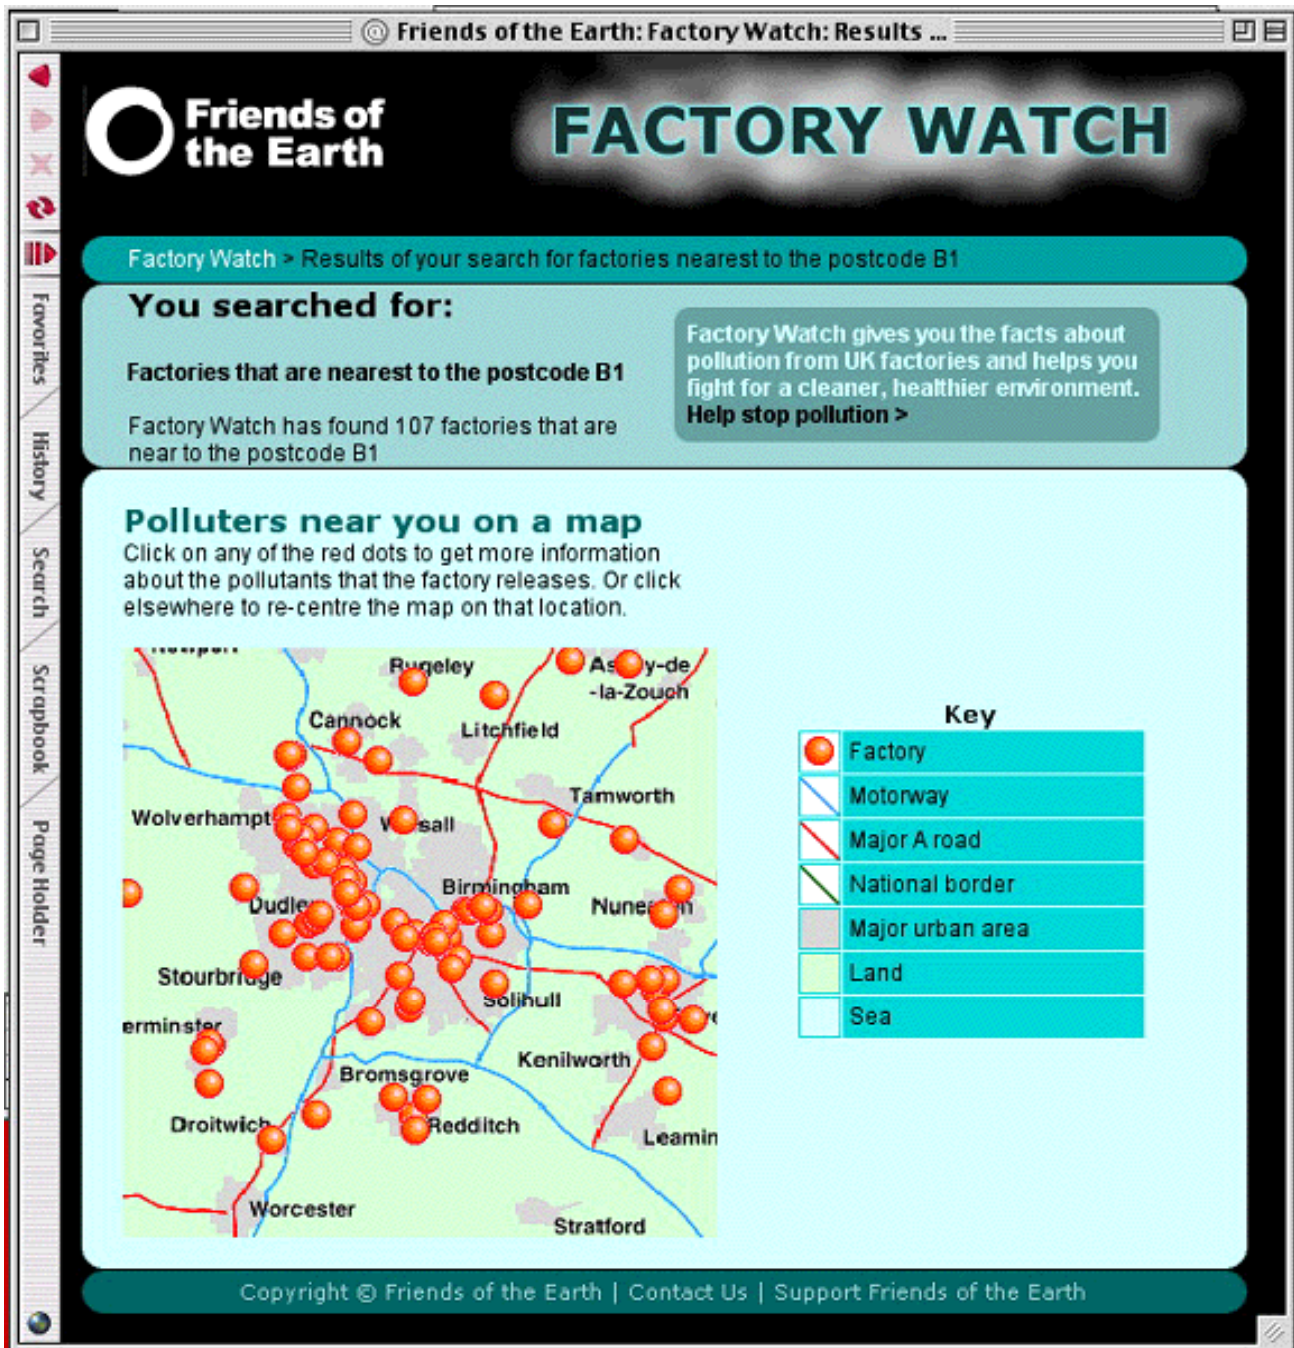 Friends of the Earth: Factory Watch: Results ...
Friends of
the Earth
FACTORY WATCH
Favorites
History
Search
Scrapbook
Page Holder
Factory Watch > Results of your search for factories nearest to the postcode B1
You searched for:
Factories that are nearest to the postcode B1
Factory Watch has found 107 factories that are
near to the postcode B1
Factory Watch gives you the facts about
pollution from UK factories and helps you
fight for a cleaner, healthier environment.
Help stop pollution >
Polluters near you on a map
Click on any of the red dots to get more information
about the pollutants that the factory releases. Or click
elsewhere to re-centre the map on that location.
Rugeley
-la-Zouch
Cannock
Litchfield
Tamworth
Wolverhampt
Birmingham
Stourbridge
Solihull
erminster
Kenilworth
Bromsgrove
Droitwich
Redditch
Leamin
Worcester
Stratford
Key
Factory
Motorway
Major A road
National border
Major urban area
Land
Sea
Copyright © Friends of the Earth | Contact Us | Support Friends of the Earth